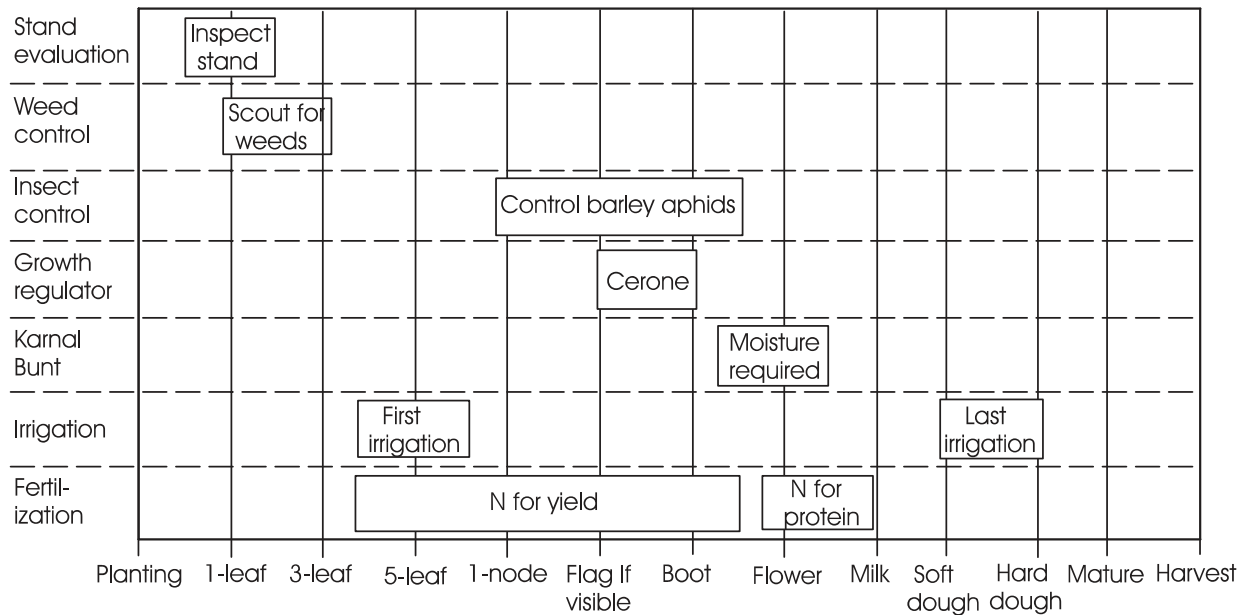 Stand
evaluation
Inspect
stand
Weed
control
Scout for
weeds
Insect
control
Control barley aphids
Growth
regulator
Cerone
Karnal
Bunt
Moisture
required
Irrigation
First
irrigation
Last
irrigation
Fertil-
ization
N for yield
N for
protein
Planting
1-leaf
3-leaf
5-leaf
1-node
Flag lf
visible
Boot
Flower
Milk
Soft
dough
Hard
dough
Mature
Harvest